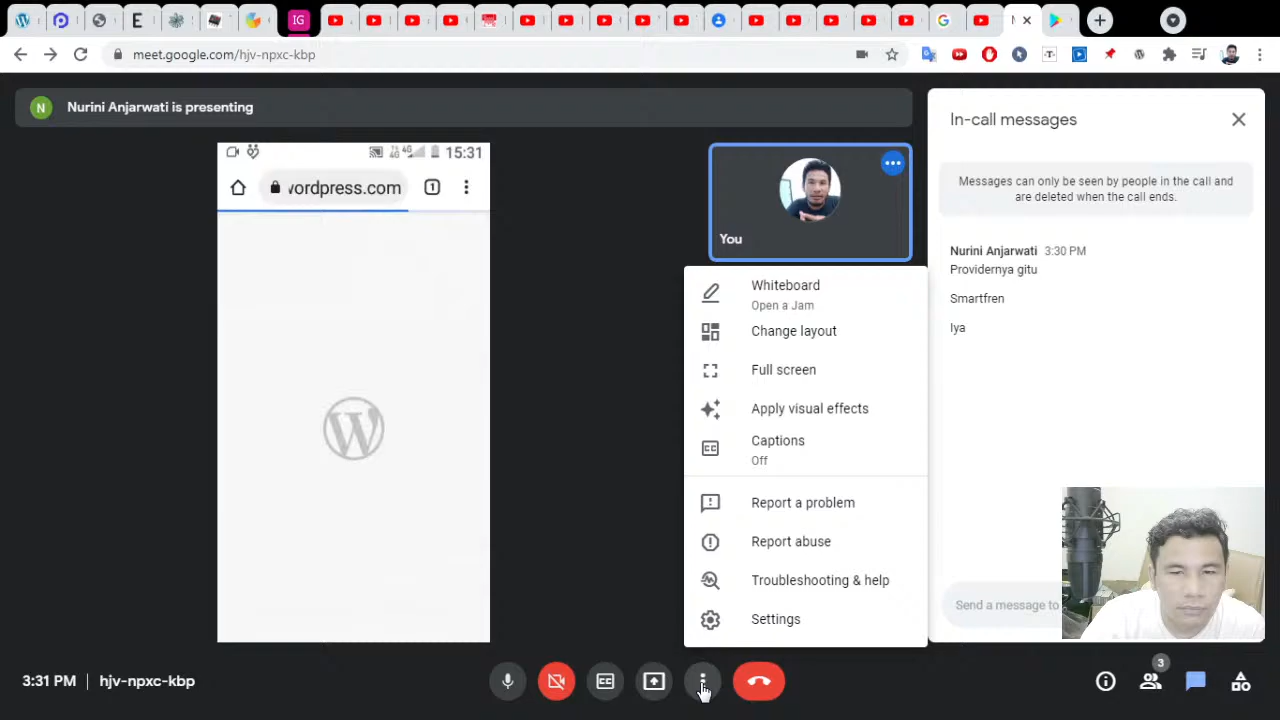 E
IG
meet.google.com/hjv-npxc-kbp
N
Nurini Anjarwati is presenting
15:31
wordpress.com
1
You
Whiteboard
Open a Jam
Change layout
Full screen
Apply visual effects
Captions
Off
Report a problem
Report abuse
Troubleshooting & help
Settings
In-call messages
Messages can only be seen by people in the call and
are deleted when the call ends.
Nurini Anjarwati 3:30 PM
Providernya gitu
Smartfren
Iya
Send a message to
3:31 PM | hjv-npxc-kbp
3